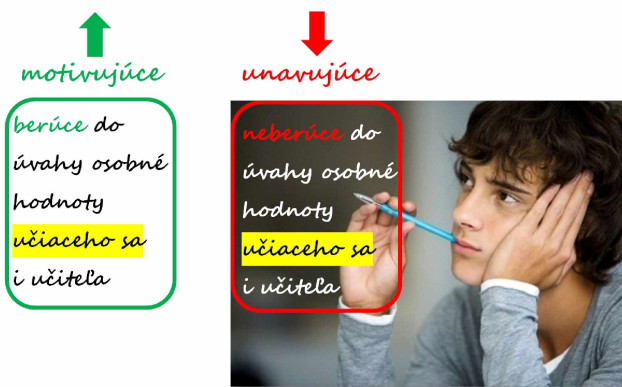 motivujúce
berúce do
úvahy osobné
hodnoty
učiaceho sa
i učiteľa
unavujúce
neberúce do
úvahy osobné
hodnoty
učiaceho sa
i učiteľa